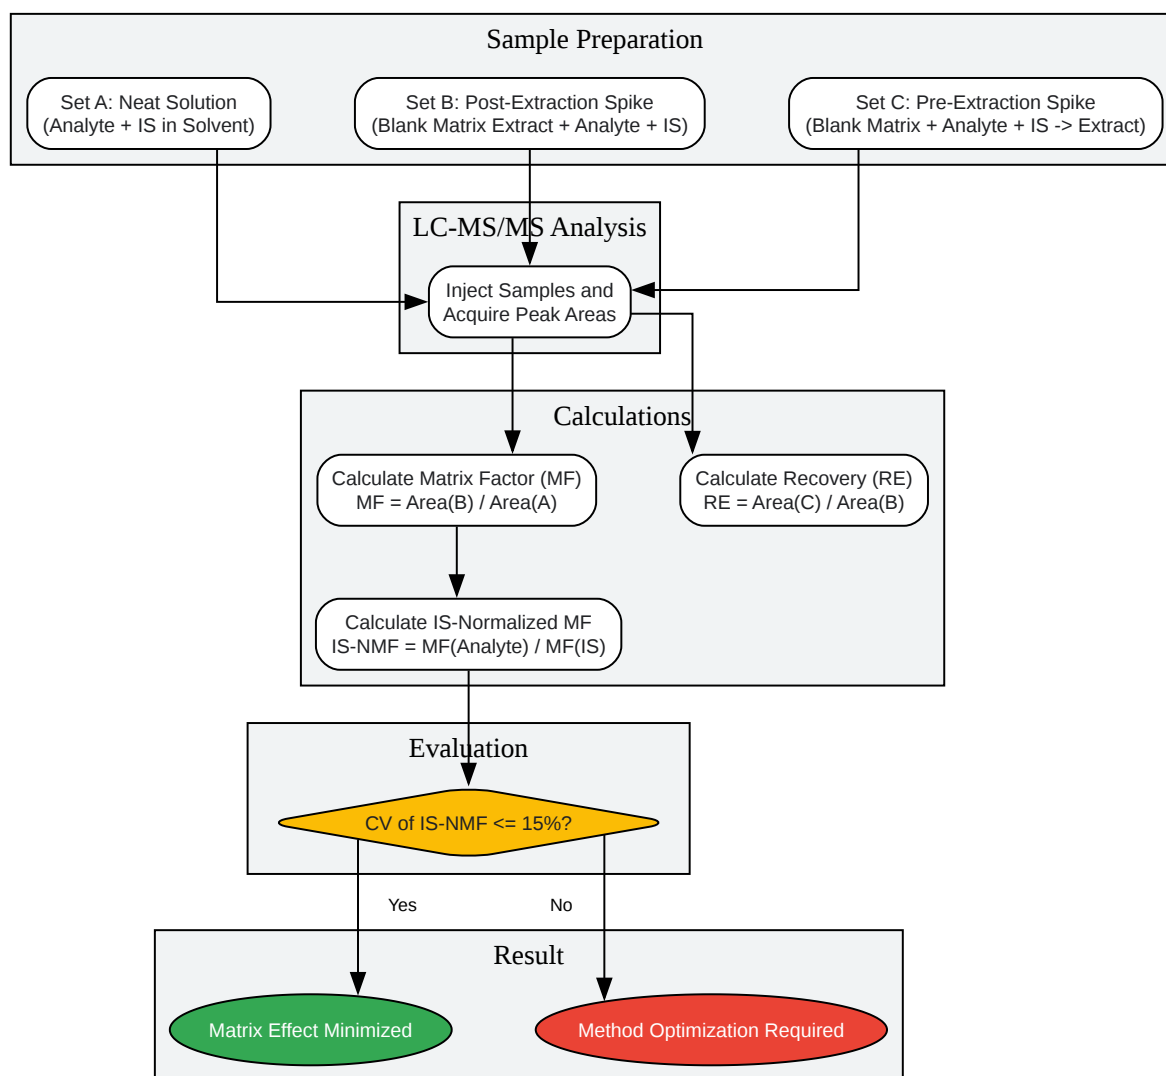 Sample Preparation
Set A: Neat Solution
(Analyte + IS in Solvent)
Set B: Post-Extraction Spike
(Blank Matrix Extract + Analyte + IS)
Set C: Pre-Extraction Spike
(Blank Matrix + Analyte + IS -> Extract)
LC-MS/MS Analysis
Inject Samples and
Acquire Peak Areas
Calculations
Calculate Matrix Factor (MF)
MF = Area(B) / Area(A)
Calculate Recovery (RE)
RE = Area(C) / Area(B)
Calculate IS-Normalized MF
IS-NMF = MF(Analyte) / MF(IS)
Evaluation
CV of IS-NMF <= 15%?
Yes
No
Result
Matrix Effect Minimized
Method Optimization Required